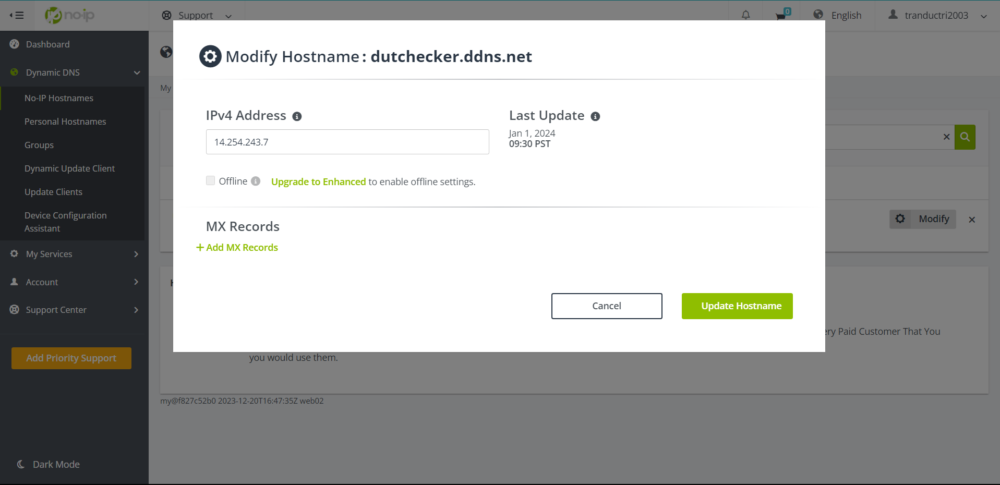 no-ip
Support
0
English
tranductri2003
Dashboard
Dynamic DNS
No-IP Hostnames
Personal Hostnames
Groups
Dynamic Update Client
Update Clients
Device Configuration
Assistant
My Services
Account
Support Center
Add Priority Support
Dark Mode
My
Modify Hostname: dutchecker.ddns.net
IPv4 Address
14.254.243.7
Last Update
Jan 1, 2024
09:30 PST
Offline Upgrade to Enhanced to enable offline settings.
MX Records
+ Add MX Records
Cancel
Update Hostname
Modify
ery Paid Customer That You
you would use them.
my@f827c52b0 2023-12-20T16:47:35Z web02